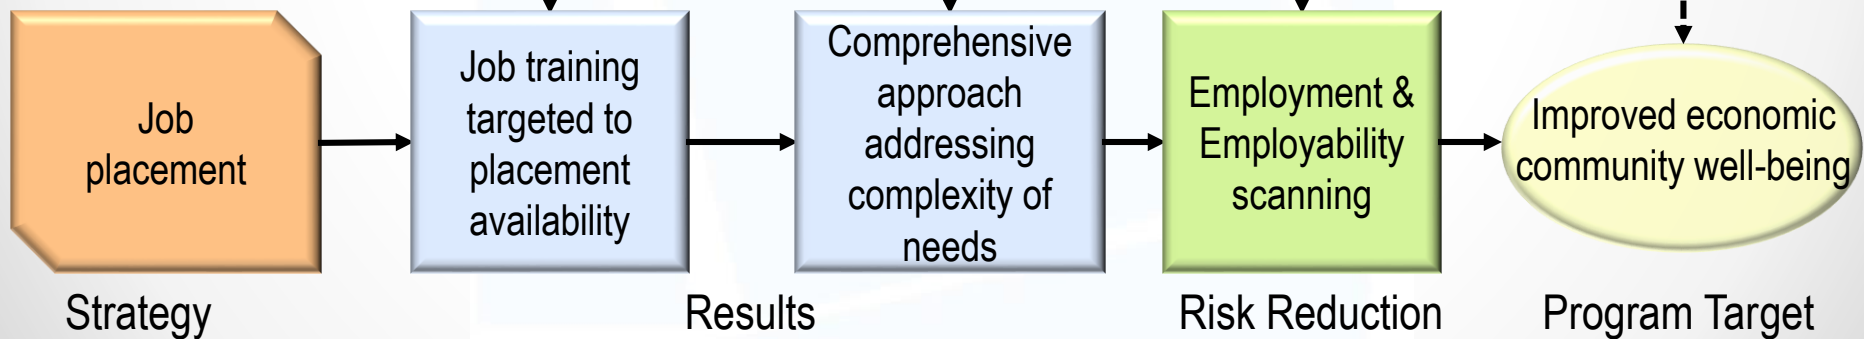 Job
placement
Job training
targeted to
placement
availability
Comprehensive
approach
addressing
complexity of
needs
Employment &
Employability
scanning
Improved economic
community well-being
Strategy
Results
Risk Reduction
Program Target